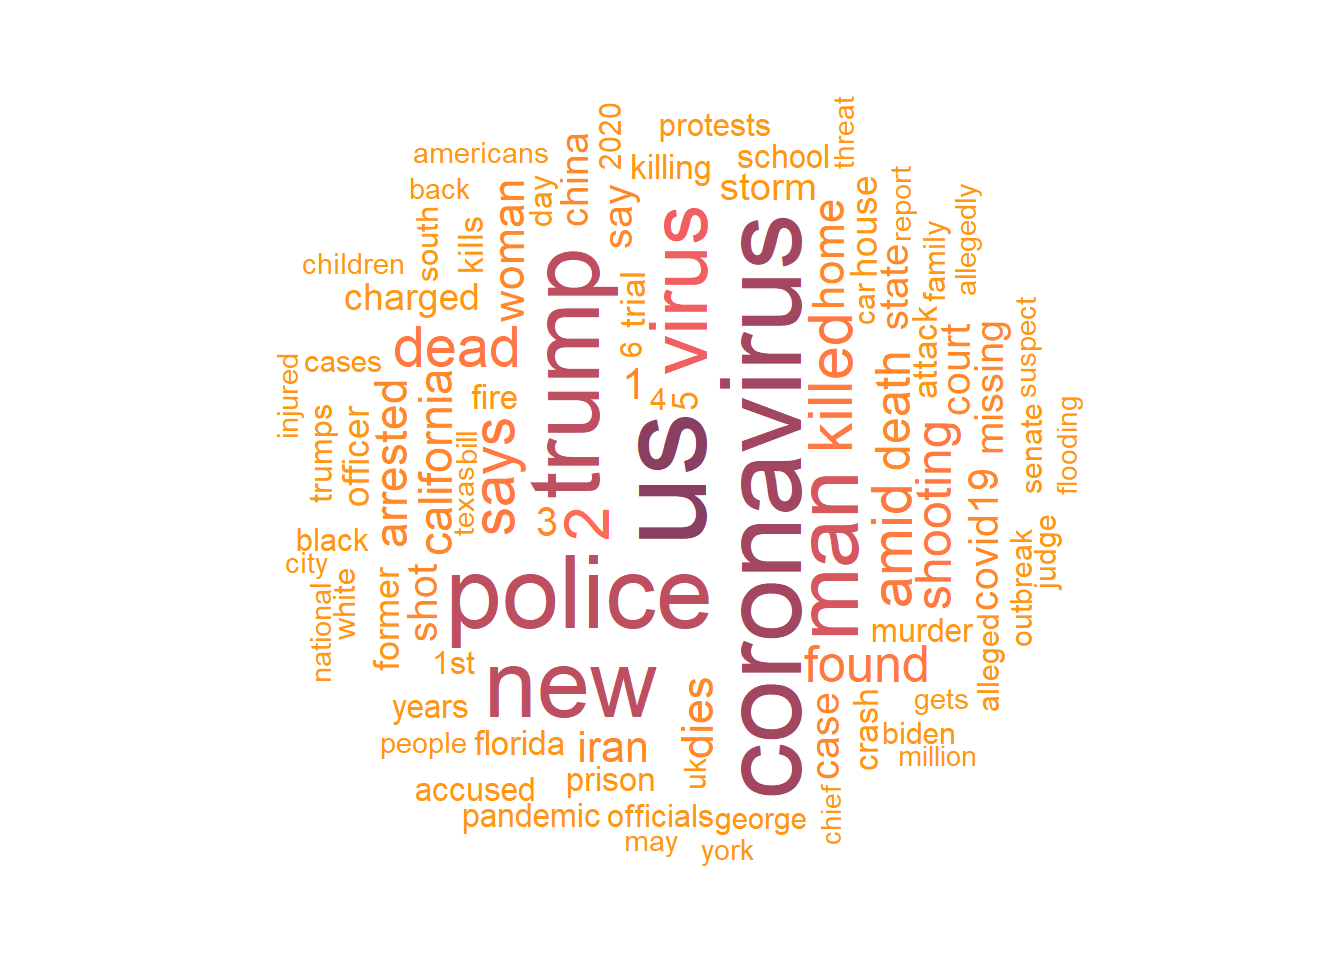 protests
2020
threat
americans
china
school
killing
storm
back
day
woman
say
virus
house
report
south
kills
home
family
allegedly
children
charged
trump
trial
coronavirus
car
state
dead
6
killed
attack
court
missing
suspect
injured
cases
fire
1
4
5
death
trumps
officer
arrested
california
says
us
man
amid
shooting
senate
flooding
texas
bill
3
2
covid19
black
city
police
outbreak
judge
national
white
former
shot
murder
1st
new
found
alleged
years
dies
case
crash
gets
people
florida
iran
uk
biden
million
accused
prison
pandemic
officials
george
chief
may
york